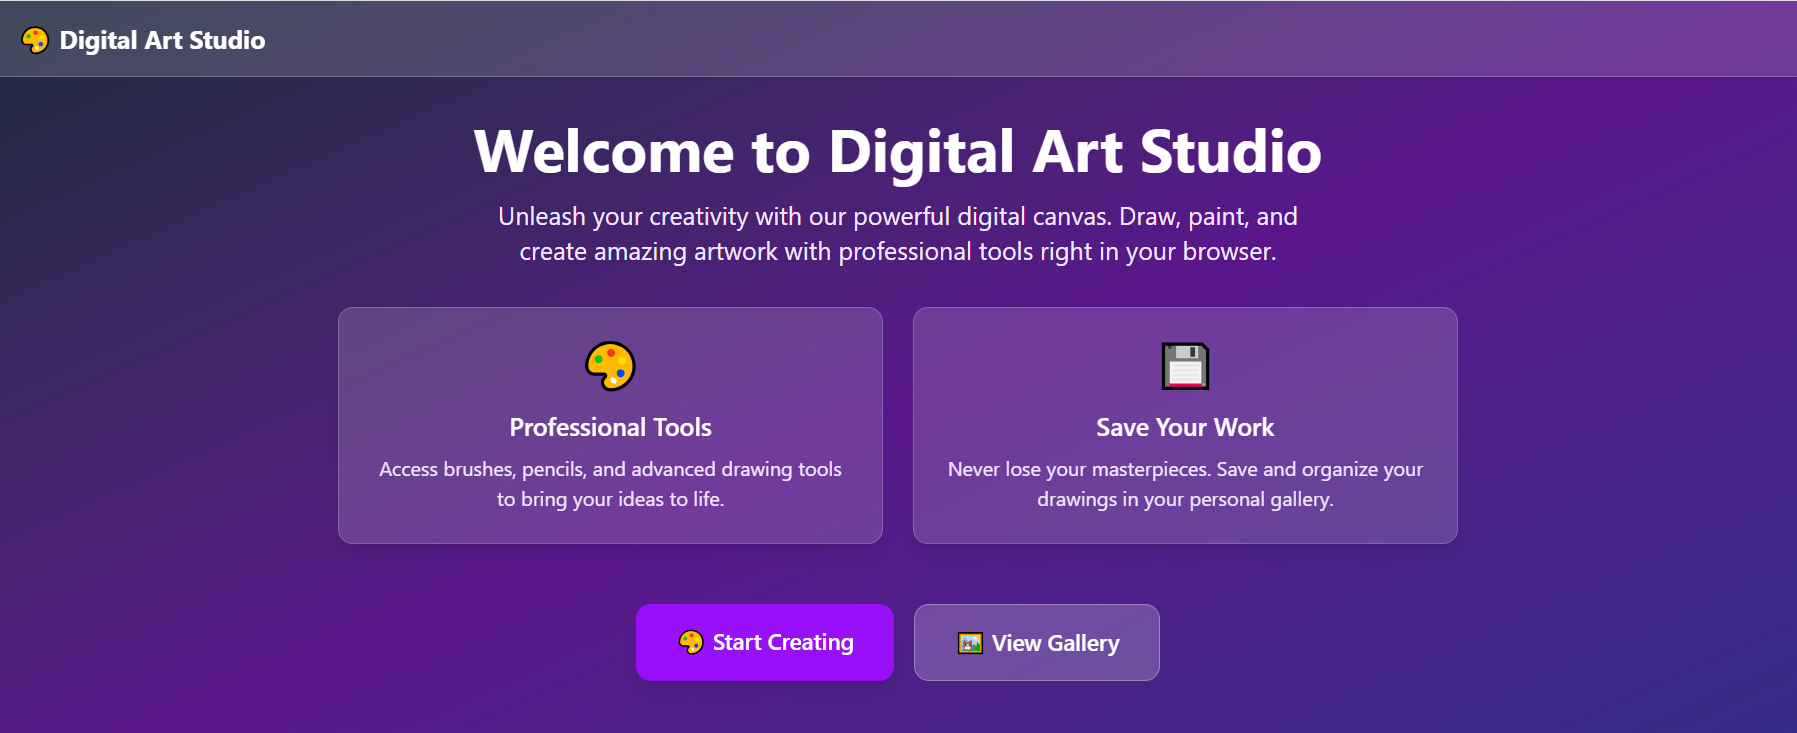 Digital Art Studio
Welcome to Digital Art Studio
Unleash your creativity with our powerful digital canvas. Draw, paint, and
create amazing artwork with professional tools right in your browser.
Professional Tools
Access brushes, pencils, and advanced drawing tools
to bring your ideas to life.
Save Your Work
Never lose your masterpieces. Save and organize your
drawings in your personal gallery.
Start Creating
View Gallery